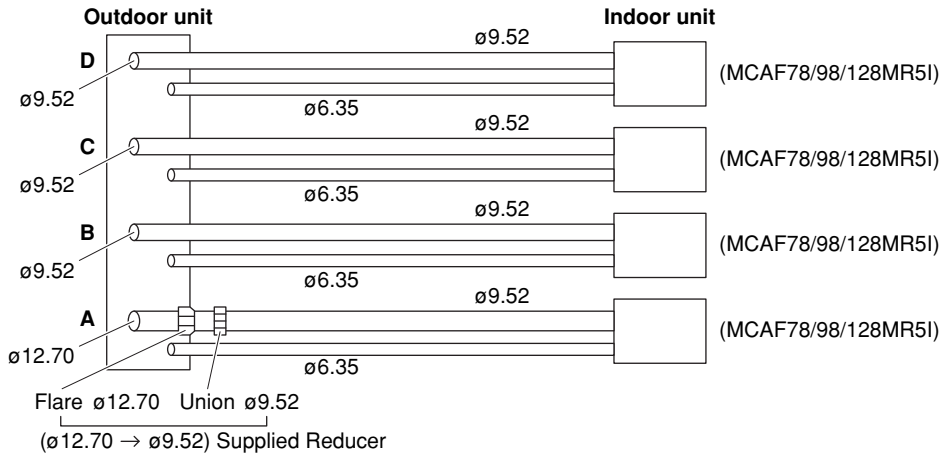 Outdoor unit
Indoor unit
D
ø9.52
ø9.52
ø6.35
(MCAF78/98/128MR5I)
C
ø9.52
ø9.52
ø6.35
(MCAF78/98/128MR5I)
B
ø9.52
ø9.52
ø6.35
(MCAF78/98/128MR5I)
A
ø12.70
ø9.52
ø6.35
(MCAF78/98/128MR5I)
Flare ø12.70 Union ø9.52
(ø12.70 → ø9.52) Supplied Reducer